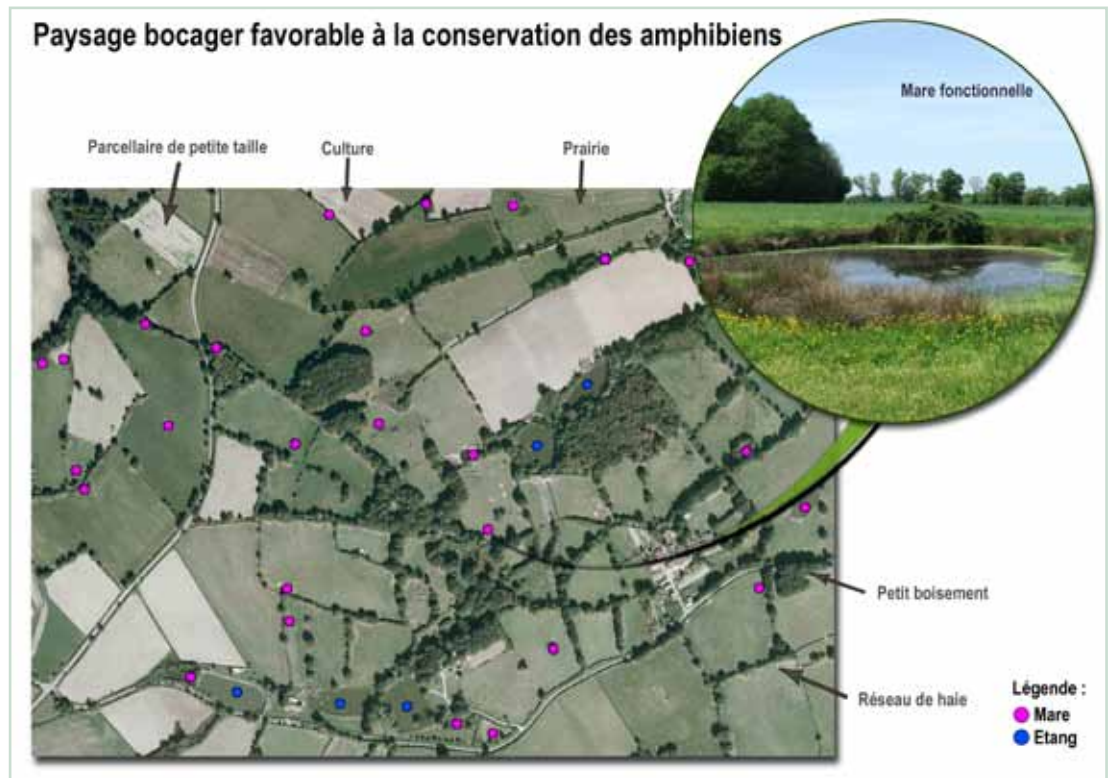 Paysage bocager favorable à la conservation des amphibiens
Mare fonctionnelle
Parcellaire de petite taille
Culture
Prairie
Petit boisement
Réseau de haie
Légende :
Mare
Etang